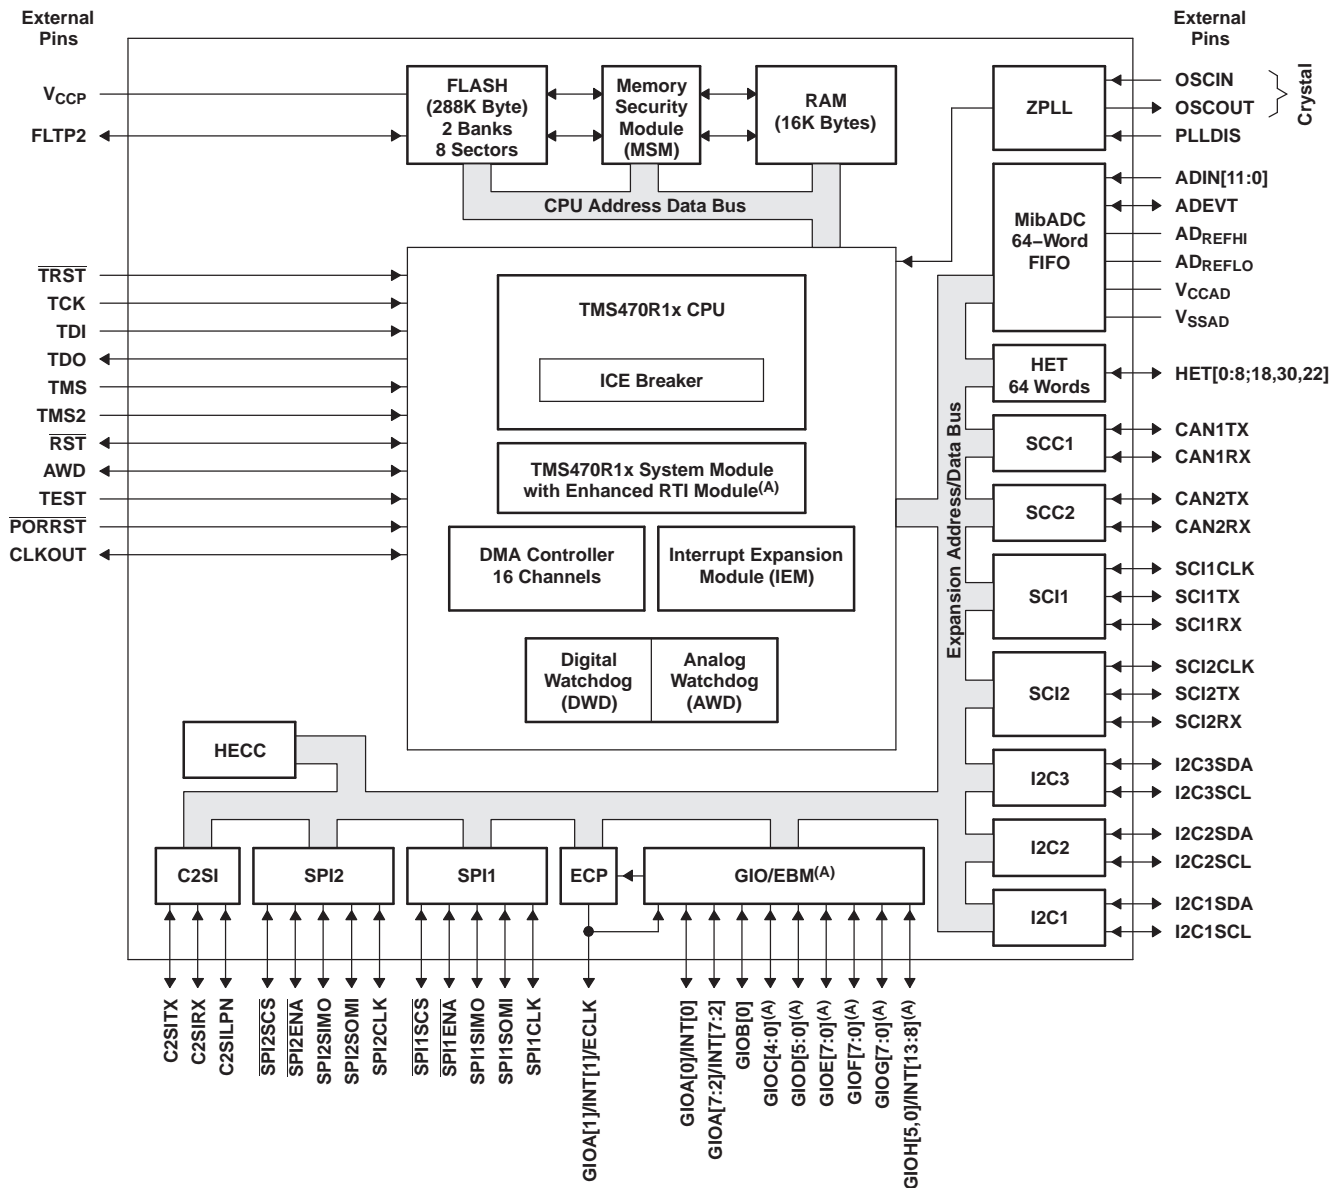 External
Pins
External
Pins
V_CCP
FLTP2
FLASH
(288K Byte)
2 Banks
8 Sectors
Memory
Security
Module
(MSM)
RAM
(16K Bytes)
CPU Address Data Bus
ZPLL
OSCIN
OSCOUT
PLLDIS
Crystal
MibADC
64–Word
FIFO
ADIN[11:0]
ADEVT
AD_REFHI
AD_REFLO
V_CCAD
V_SSAD
TRST
TCK
TDI
TDO
TMS
TMS2
RST
AWD
TEST
PORRST
CLKOUT
TMS470R1x CPU
ICE Breaker
TMS470R1x System Module
with Enhanced RTI Module(A)
DMA Controller
16 Channels
Interrupt Expansion
Module (IEM)
Digital
Watchdog
(DWD)
Analog
Watchdog
(AWD)
Expansion Address/Data Bus
HET
64 Words
HET[0:8;18,30,22]
SCC1
CAN1TX
CAN1RX
SCC2
CAN2TX
CAN2RX
SCI1
SCI1CLK
SCI1TX
SCI1RX
SCI2
SCI2CLK
SCI2TX
SCI2RX
I2C3
I2C3SDA
I2C3SCL
I2C2
I2C2SDA
I2C2SCL
I2C1
I2C1SDA
I2C1SCL
HECC
C2SI
SPI2
SPI1
ECP
GIO/EBM(A)
C2SITX
C2SIRX
C2SILPN
SPI2SCS
SPI2ENA
SPI2SIMO
SPI2SOMI
SPI2CLK
SPI1SCS
SPI1ENA
SPI1SIMO
SPI1SOMI
SPI1CLK
GIOA[1]/INT[1]/ECLK
GIOA[0]/INT[0]
GIOA[7:2]/INT[7:2]
GIOB[0]
GIOC[4:0](A)
GIOD[5:0](A)
GIOE[7:0](A)
GIOF[7:0](A)
GIOG[7:0](A)
GIOH[5,0]/INT[13:8](A)